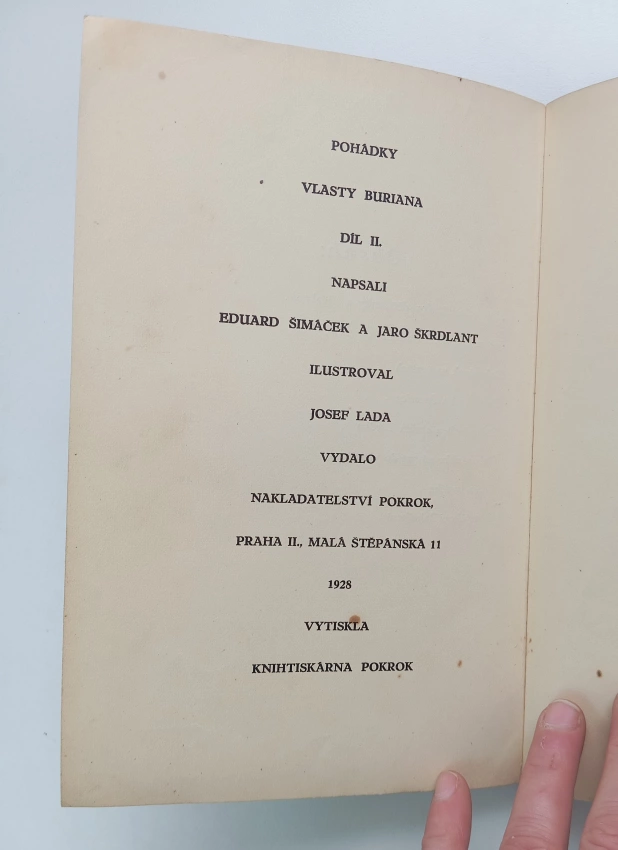 POHÁDKY
VLASTY BURIANA
DÍL II.
NAPSALI
EDUARD ŠIMÁČEK A JARO ŠKRDLANT
ILUSTROVAL
JOSEF LADA
VYDALO
NAKLADATELSTVÍ POKROK,
PRAHA II., MALÁ ŠTĚPÁNSKÁ 11
1928
VYTISKLA
KNIHTISKÁRNA POKROK